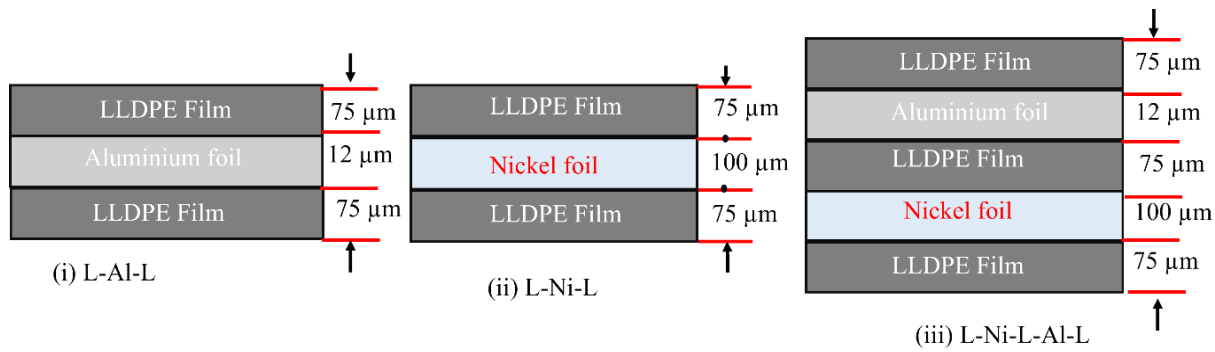 LLDPE Film
75 µm
Aluminium foil
12 µm
LLDPE Film
75 µm
(i) L-Al-L
LLDPE Film
75 µm
Nickel foil
100 µm
LLDPE Film
75 µm
(ii) L-Ni-L
LLDPE Film
75 µm
Aluminium foil
12 µm
LLDPE Film
75 µm
Nickel foil
100 µm
LLDPE Film
75 µm
(iii) L-Ni-L-Al-L